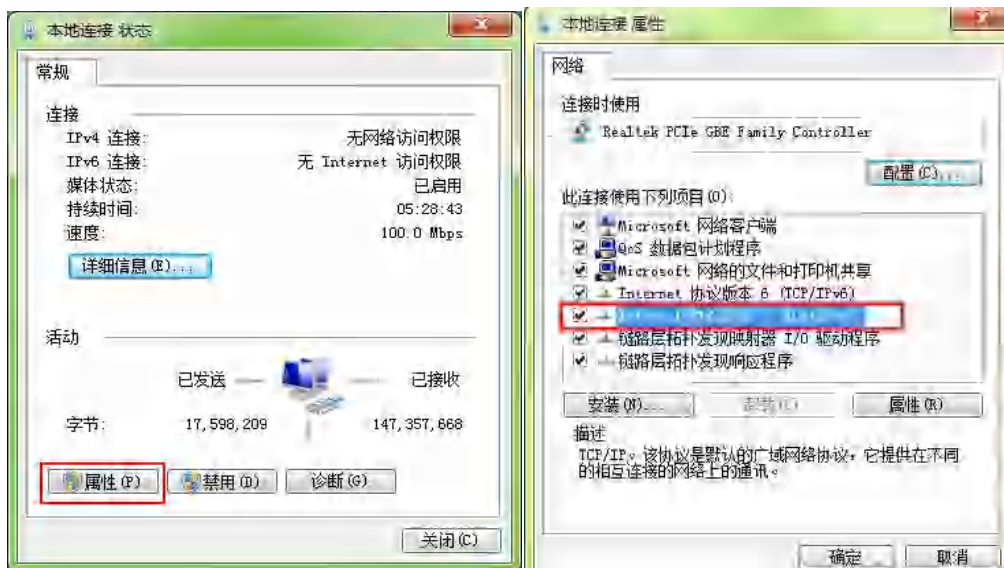 本地连接 状态
常规
连接
IPv4 连接: 无网络访问权限
IPv6 连接: 无 Internet 访问权限
媒体状态: 已启用
持续时间: 05:28:43
速度: 100.0 Mbps
详细信息(E)...
活动
已发送 — 已接收
字节: 17,598,209 147,357,668
属性(P) 禁用(D) 诊断(G)
关闭(C)
本地连接 属性
网络
连接时使用
Realtek PCIe GBE Family Controller
配置(C)...
此连接使用下列项目(O):
Microsoft 网络客户端
QoS 数据包计划程序
Microsoft 网络的文件和打印机共享
Internet 协议版本 6 (TCP/IPv6)
链路层拓扑发现映射器 I/O 驱动程序
链路层拓扑发现响应程序
安装(N)... 属性(R)
描述
TCP/IP。该协议是默认的广域网络协议，它提供在不同
的相互连接的网络上的通讯。
确定 取消